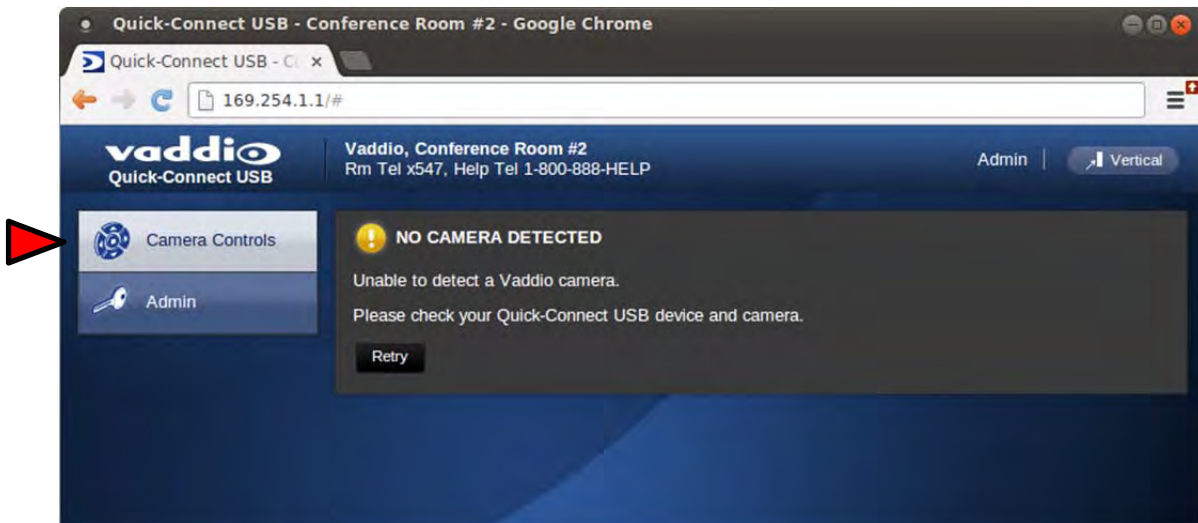 Quick-Connect USB - Conference Room #2 - Google Chrome
Quick-Connect USB - C
169.254.1.1/#
vaddio
Quick-Connect USB
Vaddio, Conference Room #2
Rm Tel x547, Help Tel 1-800-888-HELP
Admin
Vertical
Camera Controls
Admin
NO CAMERA DETECTED
Unable to detect a Vaddio camera.
Please check your Quick-Connect USB device and camera.
Retry